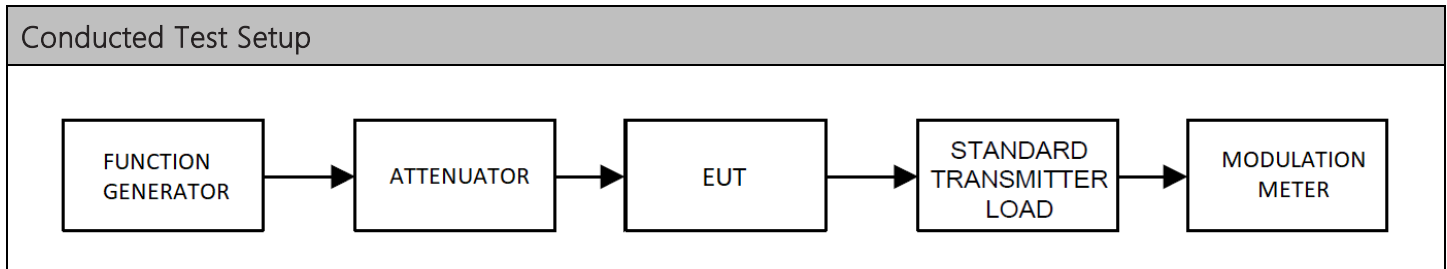 Conducted Test Setup
FUNCTION
GENERATOR
ATTENUATOR
EUT
STANDARD
TRANSMITTER
LOAD
MODULATION
METER